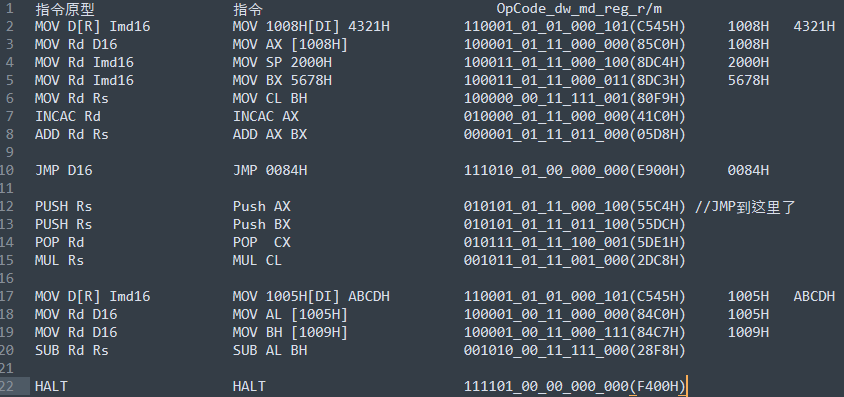 1 指令原型 指令 OpCode_dw_md_reg_r/m
2 MOV D[R] Imd16 MOV 1008H[DI] 4321H 110001_01_01_000_101(C545H) 1008H 4321H
3 MOV Rd D16 MOV AX [1008H] 100001_01_11_000_000(85C0H) 1008H
4 MOV Rd Imd16 MOV SP 2000H 100011_01_11_000_100(8DC4H) 2000H
5 MOV Rd Imd16 MOV BX 5678H 100011_01_11_000_011(8DC3H) 5678H
6 MOV Rd Rs MOV CL BH 100000_00_11_111_001(80F9H)
7 INCAC Rd INCAC AX 010000_01_11_000_000(41C0H)
8 ADD Rd Rs ADD AX BX 000001_01_11_011_000(05D8H)
9
10 JMP D16 JMP 0084H 111010_01_00_000_000(E900H) 0084H
11
12 PUSH Rs Push AX 010101_01_11_000_100(55C4H) //JMP到这里了
13 PUSH Rs Push BX 010101_01_11_011_100(55DCH)
14 POP Rd POP CX 010111_01_11_100_001(5DE1H)
15 MUL Rs MUL CL 001011_01_11_001_000(2DC8H)
16
17 MOV D[R] Imd16 MOV 1005H[DI] ABCDH 110001_01_01_000_101(C545H) 1005H ABCDH
18 MOV Rd D16 MOV AL [1005H] 100001_00_11_000_000(84C0H) 1005H
19 MOV Rd D16 MOV BH [1009H] 100001_00_11_000_111(84C7H) 1009H
20 SUB Rd Rs SUB AL BH 001010_00_11_111_000(28F8H)
21
22 HALT HALT 111101_00_00_000_000(F400H)